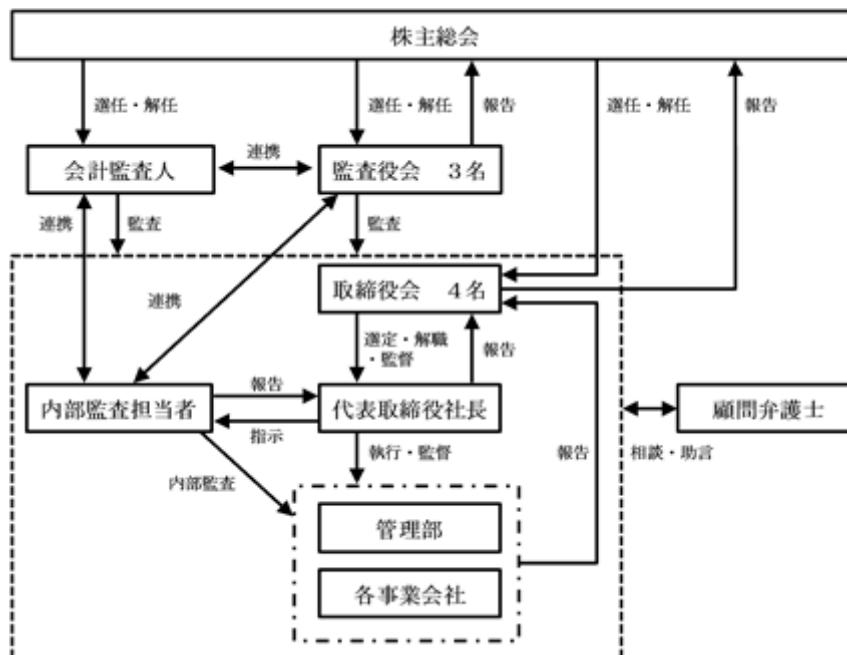 株主総会
選任・解任
選任・解任
報告
選任・解任
報告
会計監査人
連携
監査役会 3名
連携
監査
監査
取締役会 4名
連携
選定・解職
・監督
報告
内部監査担当者
報告
指示
代表取締役社長
顧問弁護士
執行・監督
報告
相談・助言
内部監査
管理部
各事業会社